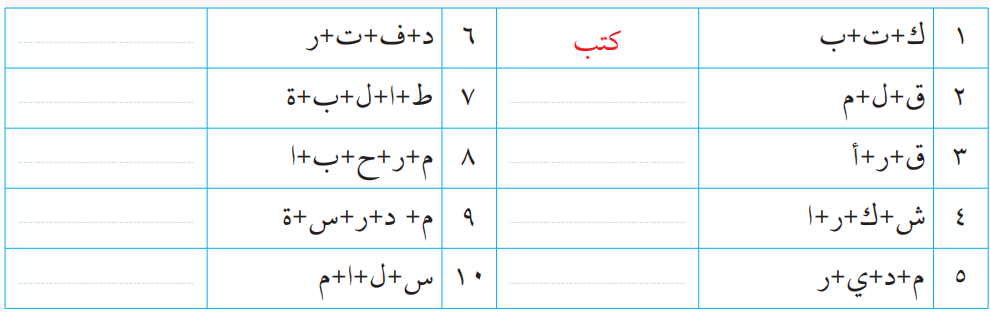 ١ ك+ت+ب كتب ٦ د+ف+ت+ر
٢ ق+ل+م ٧ ط+ا+ل+ب+ة
٣ ق+ر+أ ٨ م+ر+ح+ب+ا
٤ ش+ك+ر+ا ٩ م+ د+ر+س+ة
٥ م+د+ي+ر ١٠ س+ل+ا+م